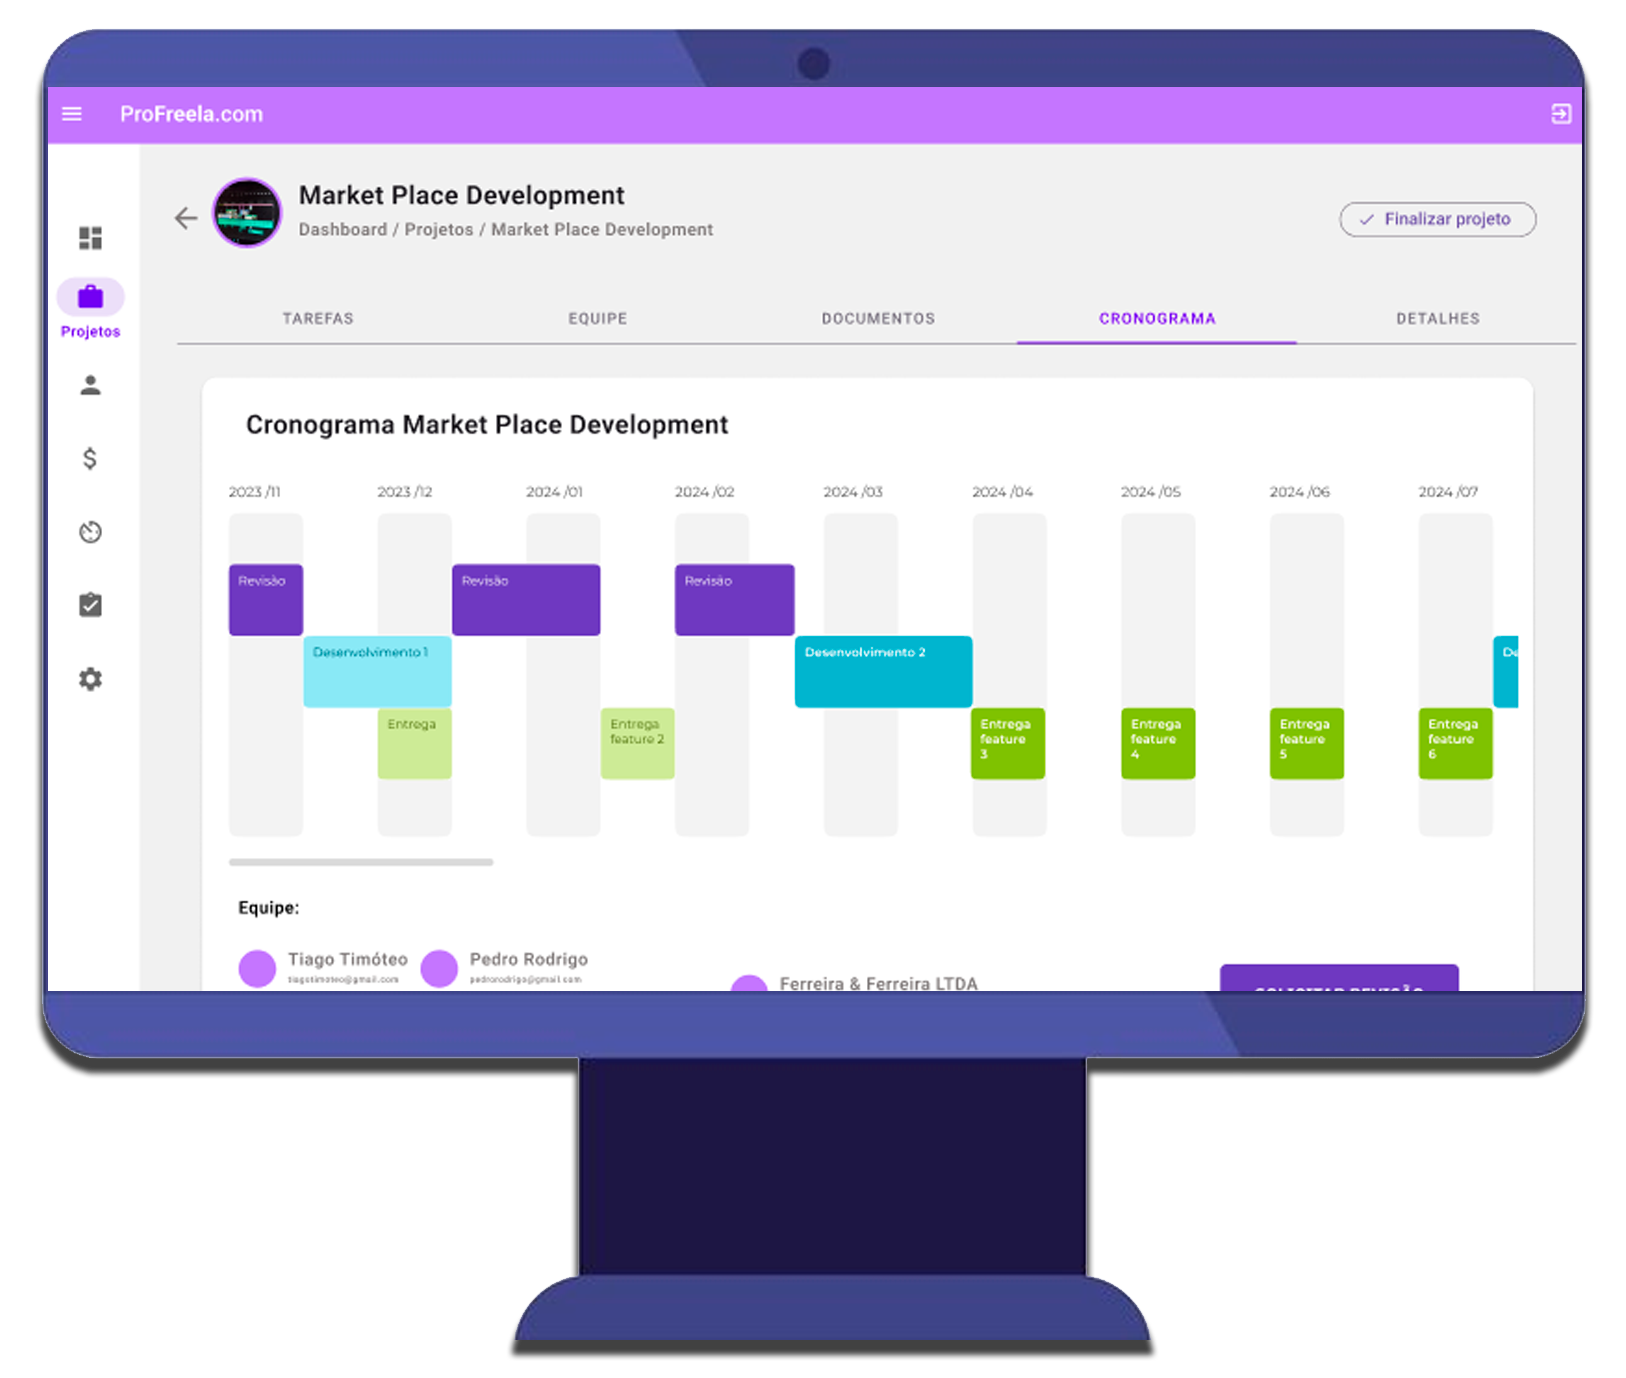 ProFreela.com
Market Place Development
Dashboard / Projetos / Market Place Development
Finalizar projeto
Projetos
TAREFAS
EQUIPE
DOCUMENTOS
CRONOGRAMA
DETALHES
Cronograma Market Place Development
2023 /11
2023 /12
2024 /01
2024 /02
2024 /03
2024 /04
2024 /05
2024 /06
2024 /07
Revisão
Revisão
Revisão
Desenvolvimento 1
Desenvolvimento 2
De
Entrega
Entrega
feature 2
Entrega
feature
3
Entrega
feature
4
Entrega
feature
5
Entrega
feature
6
Equipe:
Tiago Timóteo
tiagotimoteo@gmail.com
Pedro Rodrigo
pedrorodrigo@gmail.com
Ferreira & Ferreira LTDA
SOLICITAR REVISÃO